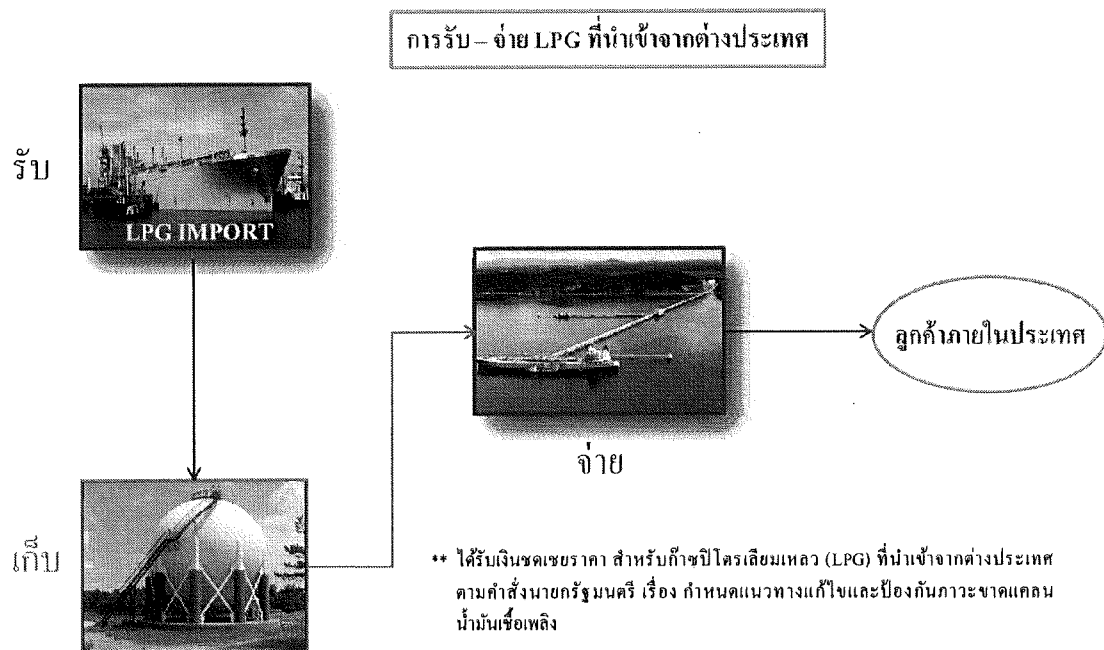 การรับ – จ่าย LPG ที่นำเข้าจากต่างประเทศ
รับ
LPG IMPORT
ลูกค้าภายในประเทศ
จ่าย
เก็บ
** ได้รับเงินชดเชยราคา สำหรับก๊าซปิโตรเลียมเหลว (LPG) ที่นำเข้าจากต่างประเทศ
ตามคำสั่งนายกรัฐมนตรี เรื่อง กำหนดแนวทางแก้ไขและป้องกันภาวะขาดแคลน
น้ำมันเชื้อเพลิง